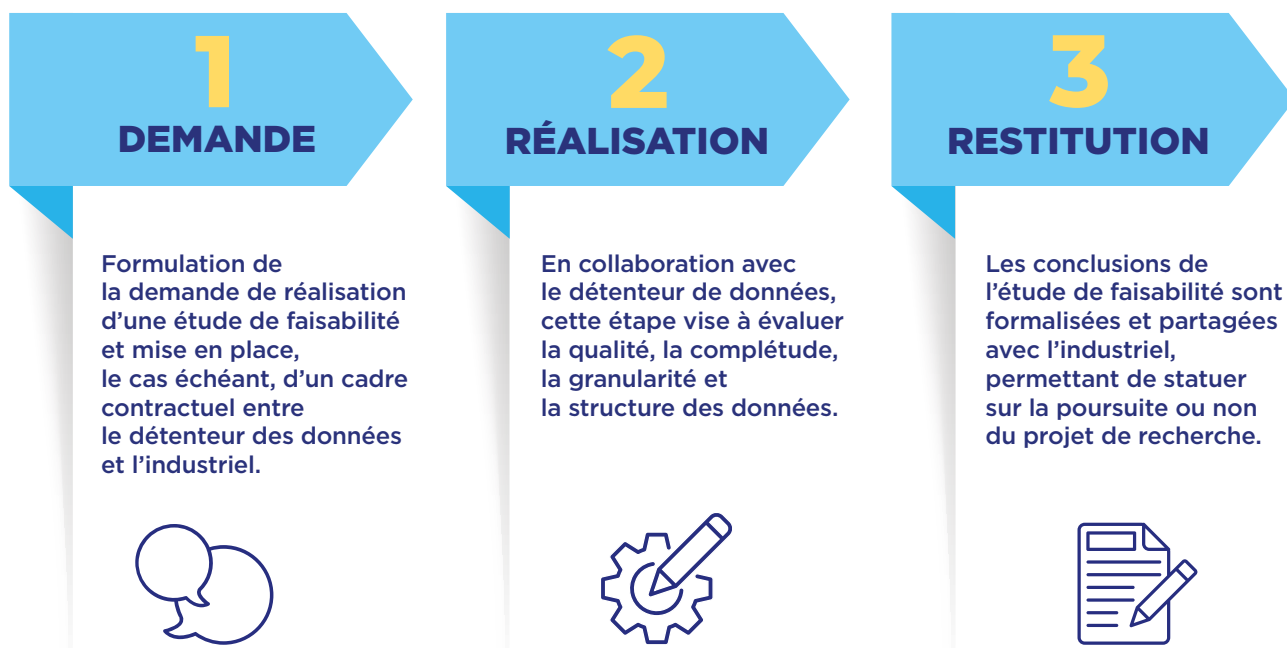 1
DEMANDE
Formulation de
la demande de réalisation
d’une étude de faisabilité
et mise en place,
le cas échéant, d’un cadre
contractuel entre
le détenteur des données
et l’industriel.
2
RÉALISATION
En collaboration avec
le détenteur de données,
cette étape vise à évaluer
la qualité, la complétude,
la granularité et
la structure des données.
3
RESTITUTION
Les conclusions de
l’étude de faisabilité sont
formalisées et partagées
avec l’industriel,
permettant de statuer
sur la poursuite ou non
du projet de recherche.